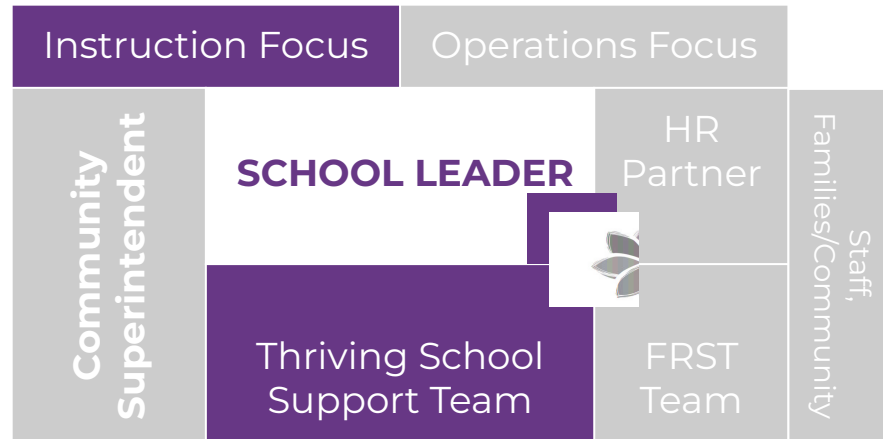 Instruction Focus
Operations Focus
Community
Superintendent
SCHOOL LEADER
HR
Partner
Staff,
Families/Community
Thriving School
Support Team
FRST
Team